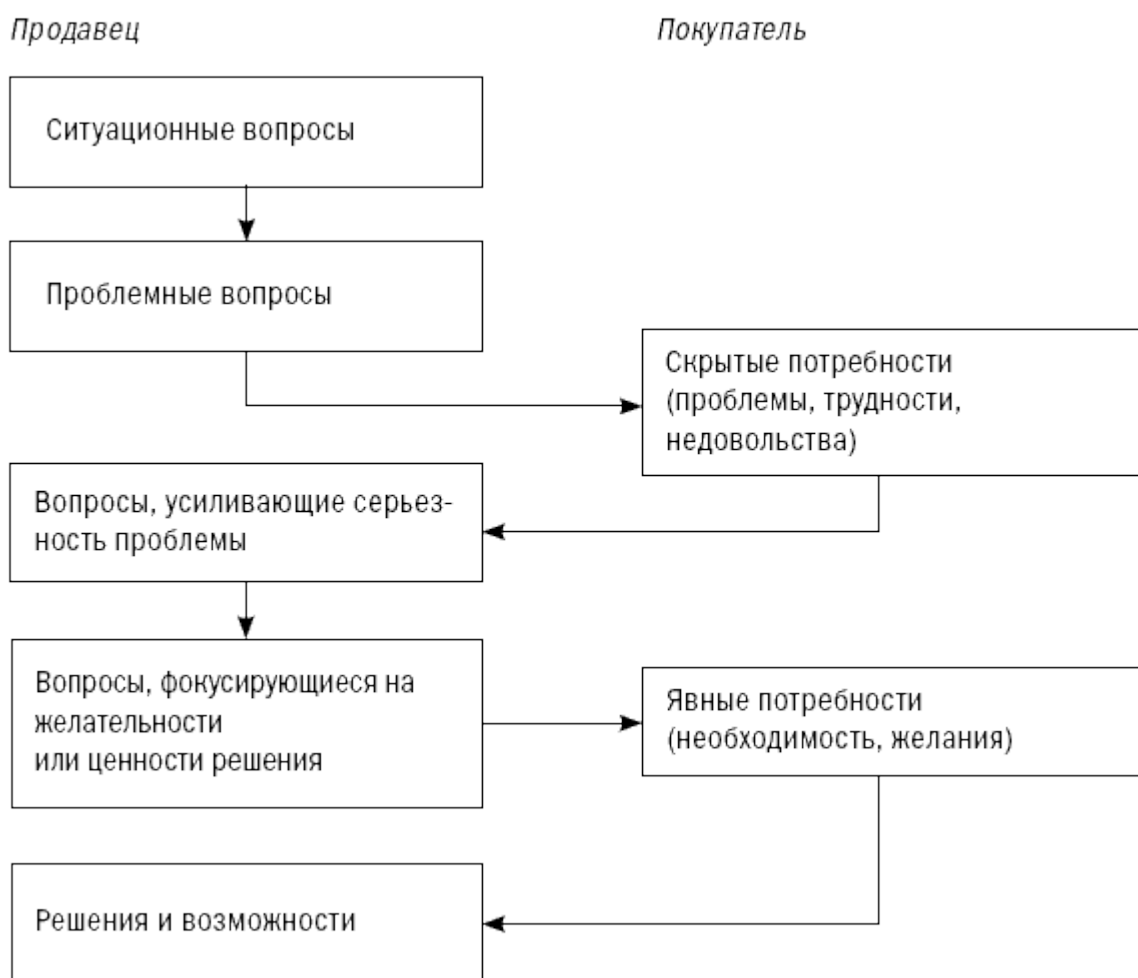 Продавец
Покупатель
Ситуационные вопросы
Проблемные вопросы
Скрытые потребности
(проблемы, трудности,
недовольства)
Вопросы, усиливающие серьез-
ность проблемы
Вопросы, фокусирующиеся на
желательности
или ценности решения
Явные потребности
(необходимость, желания)
Решения и возможности